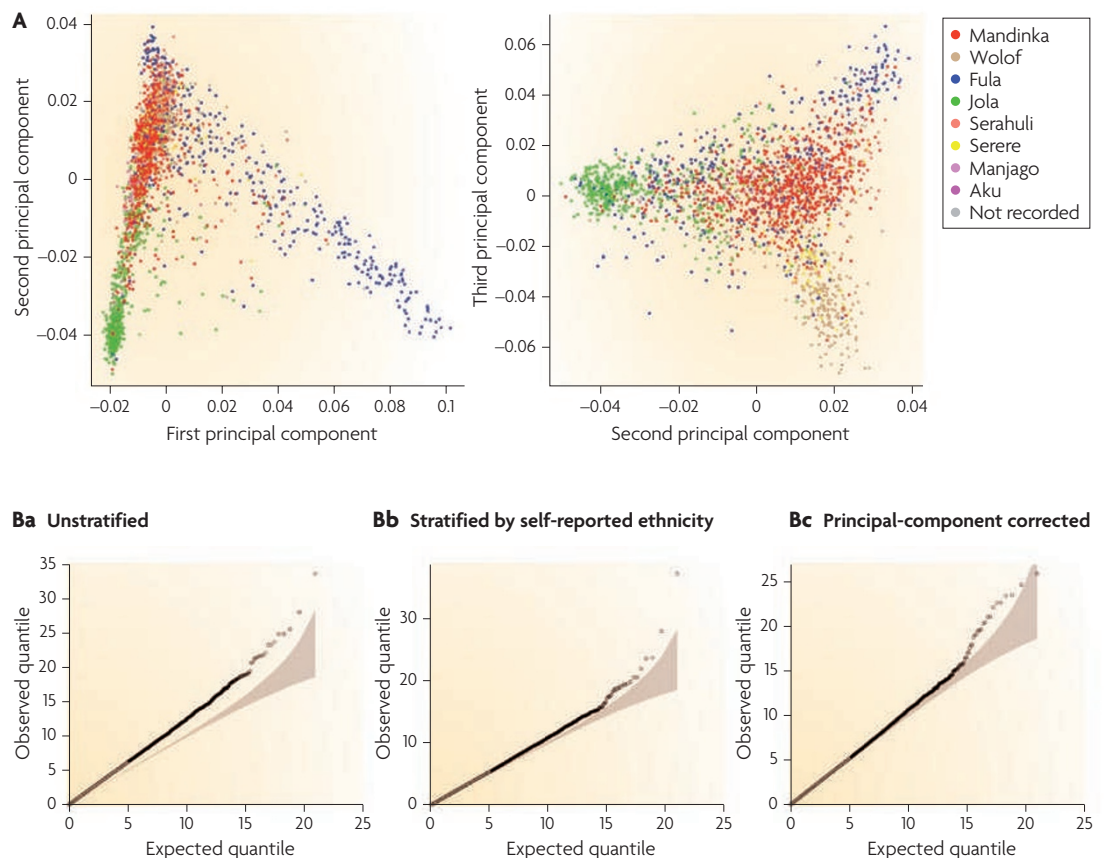 A
0.04
0.02
0
–0.02
–0.04
Second principal component
–0.02 0 0.02 0.04 0.06 0.08 0.1
First principal component
0.06
0.04
0.02
0
–0.02
–0.04
–0.06
Third principal component
–0.04 –0.02 0 0.02 0.04
Second principal component
Mandinka
Wolof
Fula
Jola
Serahuli
Serere
Manjago
Aku
Not recorded
Ba Unstratified
35
30
25
20
15
10
5
0
Observed quantile
0 5 10 15 20 25
Expected quantile
Bb Stratified by self-reported ethnicity
30
20
10
0
Observed quantile
0 5 10 15 20 25
Expected quantile
Bc Principal-component corrected
25
20
15
10
5
0
Observed quantile
0 5 10 15 20 25
Expected quantile